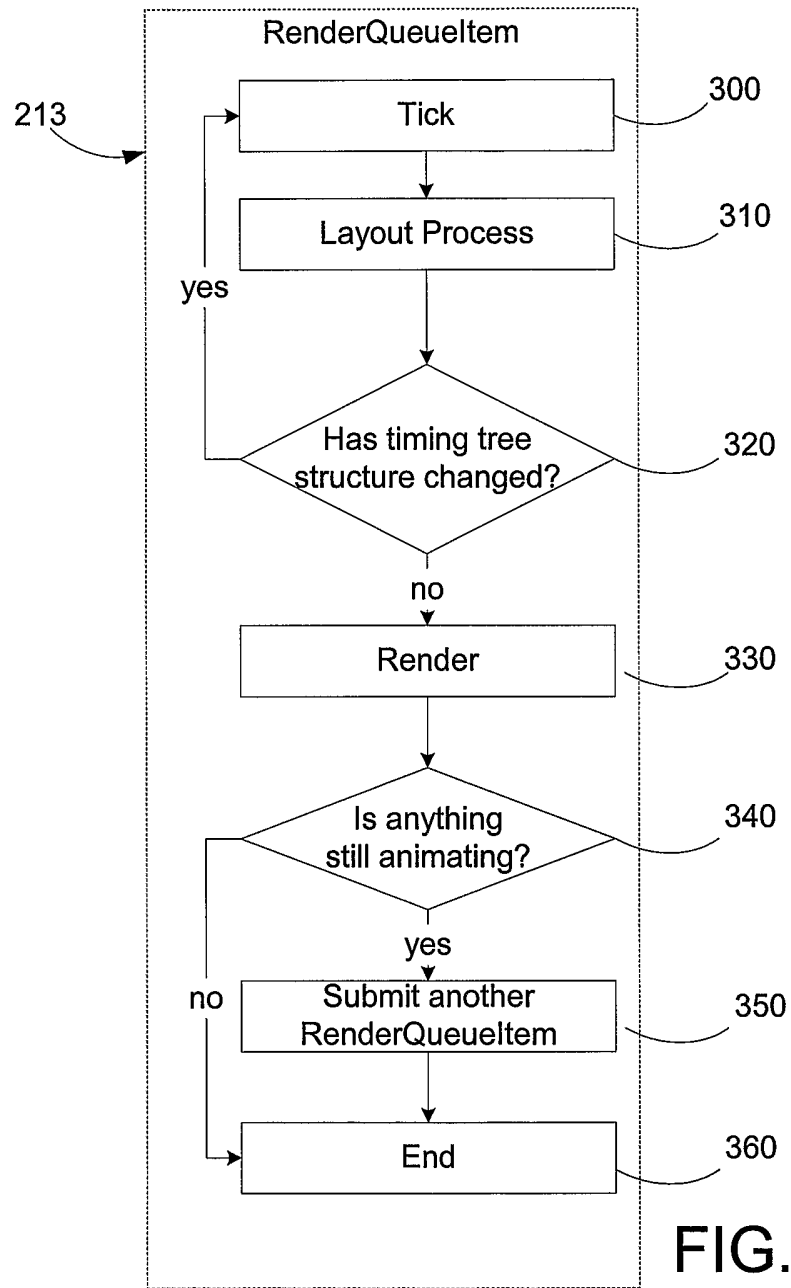 RenderQueueItem
213
Tick
300
Layout Process
310
yes
Has timing tree
structure changed?
320
no
Render
330
Is anything
still animating?
340
yes
no
Submit another
RenderQueueItem
350
End
360
FIG.